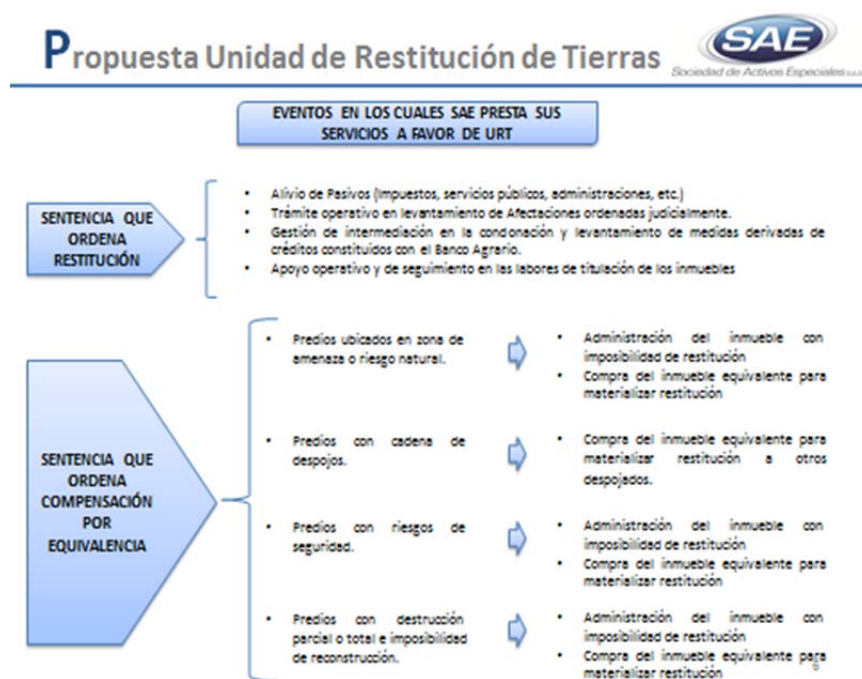 Propuesta Unidad de Restitución de Tierras
SAE
Sociedad de Activos Especiales S.A.S
EVENTOS EN LOS CUALES SAE PRESTA SUS
SERVICIOS A FAVOR DE URT
SENTENCIA QUE
ORDENA
RESTITUCIÓN
• Alivio de Pasivos (Impuestos, servicios públicos, administraciones, etc.)
• Trámite operativo en levantamiento de Afectaciones ordenadas judicialmente.
• Gestión de intermediación en la condonación y levantamiento de medidas derivadas de
créditos constituidos con el Banco Agrario.
• Apoyo operativo y de seguimiento en las labores de titulación de los inmuebles
SENTENCIA QUE
ORDENA
COMPENSACIÓN
POR
EQUIVALENCIA
• Predios ubicados en zona de
amenaza o riesgo natural.
• Administración del inmueble con
imposibilidad de restitución
• Compra del inmueble equivalente para
materializar restitución
• Predios con cadena de
despojos.
• Compra del inmueble equivalente para
materializar restitución a otros
despojados.
• Predios con riesgos de
seguridad.
• Administración del inmueble con
imposibilidad de restitución
• Compra del inmueble equivalente para
materializar restitución
• Predios con destrucción
parcial o total e imposibilidad
de reconstrucción.
• Administración del inmueble con
imposibilidad de restitución
• Compra del inmueble equivalente para
materializar restitución
6